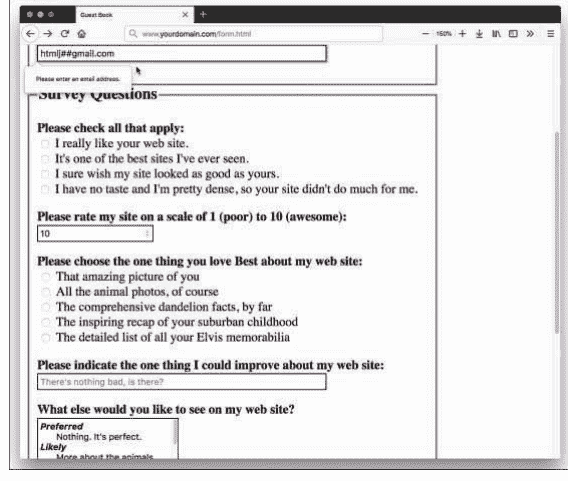 Guest Book
www.yourdomain.com/form.html
150%
html|##gmail.com
Please enter an email address.
Survey Questions
Please check all that apply:
I really like your web site.
It's one of the best sites I've ever seen.
I sure wish my site looked as good as yours.
I have no taste and I'm pretty dense, so your site didn't do much for me.
Please rate my site on a scale of 1 (poor) to 10 (awesome):
10
Please choose the one thing you love Best about my web site:
That amazing picture of you
All the animal photos, of course
The comprehensive dandelion facts, by far
The inspiring recap of your suburban childhood
The detailed list of all your Elvis memorabilia
Please indicate the one thing I could improve about my web site:
There's nothing bad, is there?
What else would you like to see on my web site?
Preferred
Nothing. It's perfect.
Likely
More about the animals